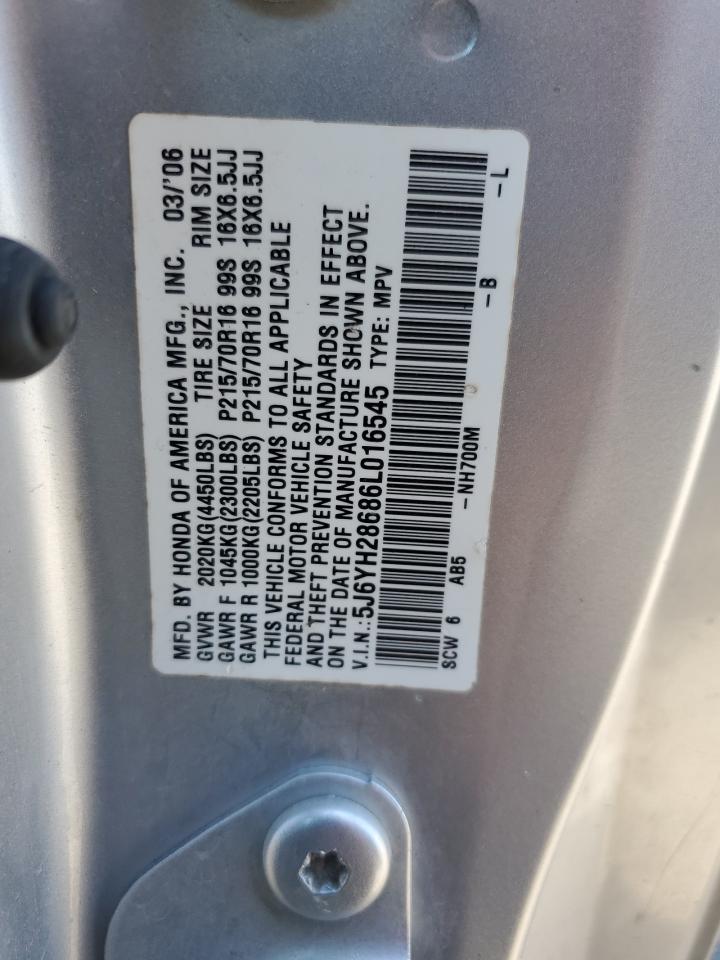 MFD. BY HONDA OF AMERICA MFG., INC. 03/'06
GVWR 2020KG(4450LBS) TIRE SIZE RIM SIZE
GAWR F 1045KG(2300LBS) P215/70R16 99S 16X6.5JJ
GAWR R 1000KG(2205LBS) P215/70R16 99S 16X6.5JJ
THIS VEHICLE CONFORMS TO ALL APPLICABLE
FEDERAL MOTOR VEHICLE SAFETY
AND THEFT PREVENTION STANDARDS IN EFFECT
ON THE DATE OF MANUFACTURE SHOWN ABOVE.
V.I.N.:5J6YH28686L016545 TYPE: MPV
SCW 6 AB5 -NH700M -B -L